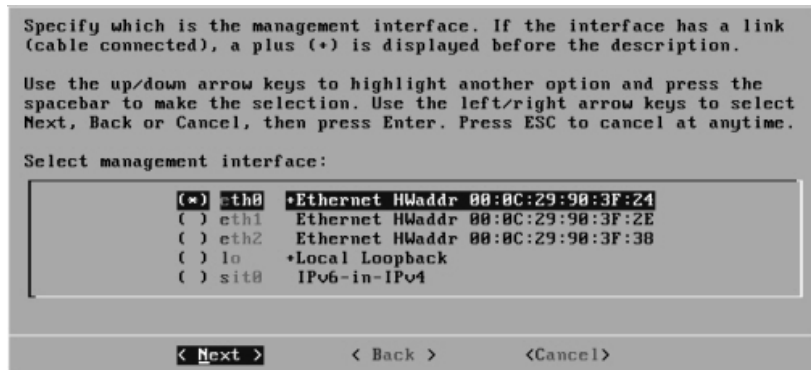 Specify which is the management interface. If the interface has a link
(cable connected), a plus (+) is displayed before the description.
Use the up/down arrow keys to highlight another option and press the
spacebar to make the selection. Use the left/right arrow keys to select
Next, Back or Cancel, then press Enter. Press ESC to cancel at anytime.
Select management interface:
(*) eth0 +Ethernet HWaddr 00:0C:29:90:3F:24
( ) eth1 Ethernet HWaddr 00:0C:29:90:3F:2E
( ) eth2 Ethernet HWaddr 00:0C:29:90:3F:38
( ) lo +Local Loopback
( ) sit0 IPv6-in-IPv4
< Next > < Back > <Cancel>